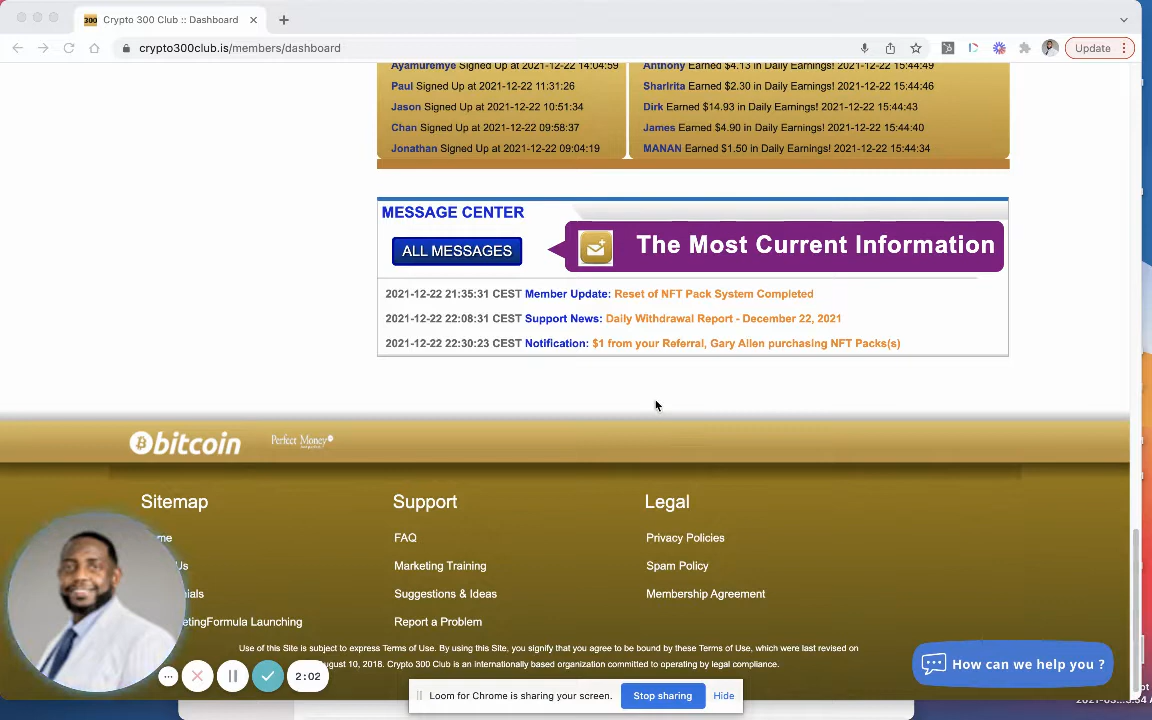 300 Crypto 300 Club :: Dashboard
crypto300club.is/members/dashboard
Update
Ayamuremye Signed Up at 2021-12-22 14:04:59
Paul Signed Up at 2021-12-22 11:31:26
Jason Signed Up at 2021-12-22 10:51:34
Chan Signed Up at 2021-12-22 09:58:37
Jonathan Signed Up at 2021-12-22 09:04:19
Anthony Earned $4.13 in Daily Earnings! 2021-12-22 15:44:49
Sharirita Earned $2.30 in Daily Earnings! 2021-12-22 15:44:46
Dirk Earned $14.93 in Daily Earnings! 2021-12-22 15:44:43
James Earned $4.90 in Daily Earnings! 2021-12-22 15:44:40
MANAN Earned $1.50 in Daily Earnings! 2021-12-22 15:44:34
MESSAGE CENTER
ALL MESSAGES
The Most Current Information
2021-12-22 21:35:31 CEST Member Update: Reset of NFT Pack System Completed
2021-12-22 22:08:31 CEST Support News: Daily Withdrawal Report - December 22, 2021
2021-12-22 22:30:23 CEST Notification: $1 from your Referral, Gary Allen purchasing NFT Packs(s)
bitcoin
Perfect Money
Sitemap
me
Us
nials
etingFormula Launching
Support
FAQ
Marketing Training
Suggestions & Ideas
Report a Problem
Legal
Privacy Policies
Spam Policy
Membership Agreement
Use of this Site is subject to express Terms of Use. By using this Site, you signify that you agree to be bound by these Terms of Use, which were last revised on
ugust 10, 2018. Crypto 300 Club is an internationally based organization committed to operating by legal compliance.
2:02
How can we help you ?
Loom for Chrome is sharing your screen.
Stop sharing
Hide